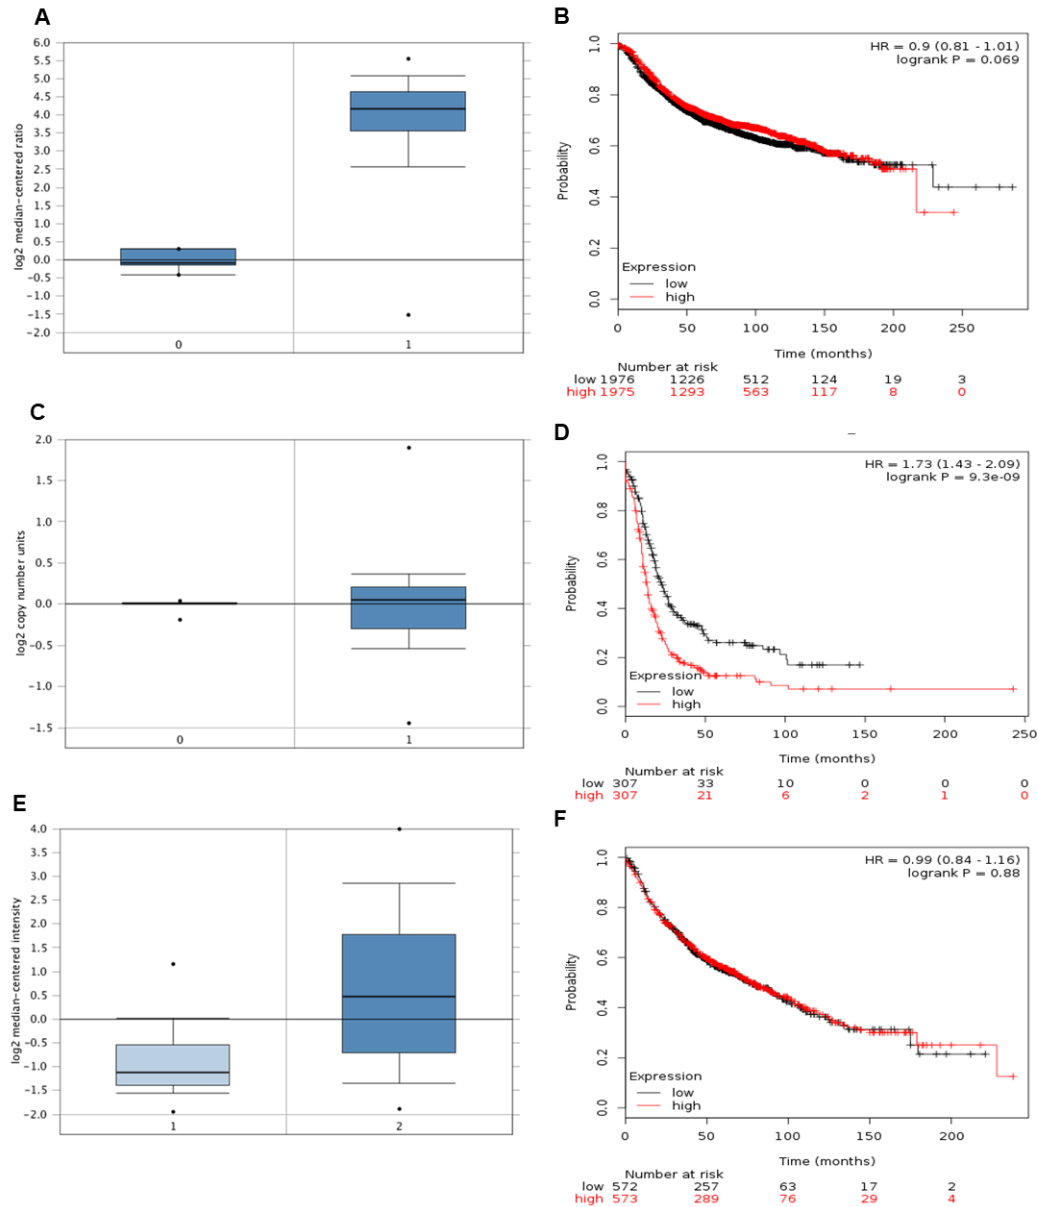 A
log2 median-centered ratio
6.0
5.5
5.0
4.5
4.0
3.5
3.0
2.5
2.0
1.5
1.0
0.5
0.0
-0.5
-1.0
-1.5
-2.0
0 1
B
HR = 0.9 (0.81 - 1.01)
logrank P = 0.069
Probability
1.0
0.8
0.6
0.4
0.2
0.0
Expression
low
high
0 50 100 150 200 250
Time (months)
Number at risk
low 1976 1226 512 124 19 3
high 1975 1293 563 117 8 0
C
log2 copy number units
2.0
1.5
1.0
0.5
0.0
-0.5
-1.0
-1.5
0 1
D
HR = 1.73 (1.43 - 2.09)
logrank P = 9.3e-09
Probability
1.0
0.8
0.6
0.4
0.2
0.0
Expression
low
high
0 50 100 150 200 250
Time (months)
Number at risk
low 307 33 10 0 0 0
high 307 21 6 2 1 0
E
log2 median-centered intensity
4.0
3.5
3.0
2.5
2.0
1.5
1.0
0.5
0.0
-0.5
-1.0
-1.5
-2.0
1 2
F
HR = 0.99 (0.84 - 1.16)
logrank P = 0.88
Probability
1.0
0.8
0.6
0.4
0.2
0.0
Expression
low
high
0 50 100 150 200
Time (months)
Number at risk
low 572 257 63 17 2
high 573 289 76 29 4